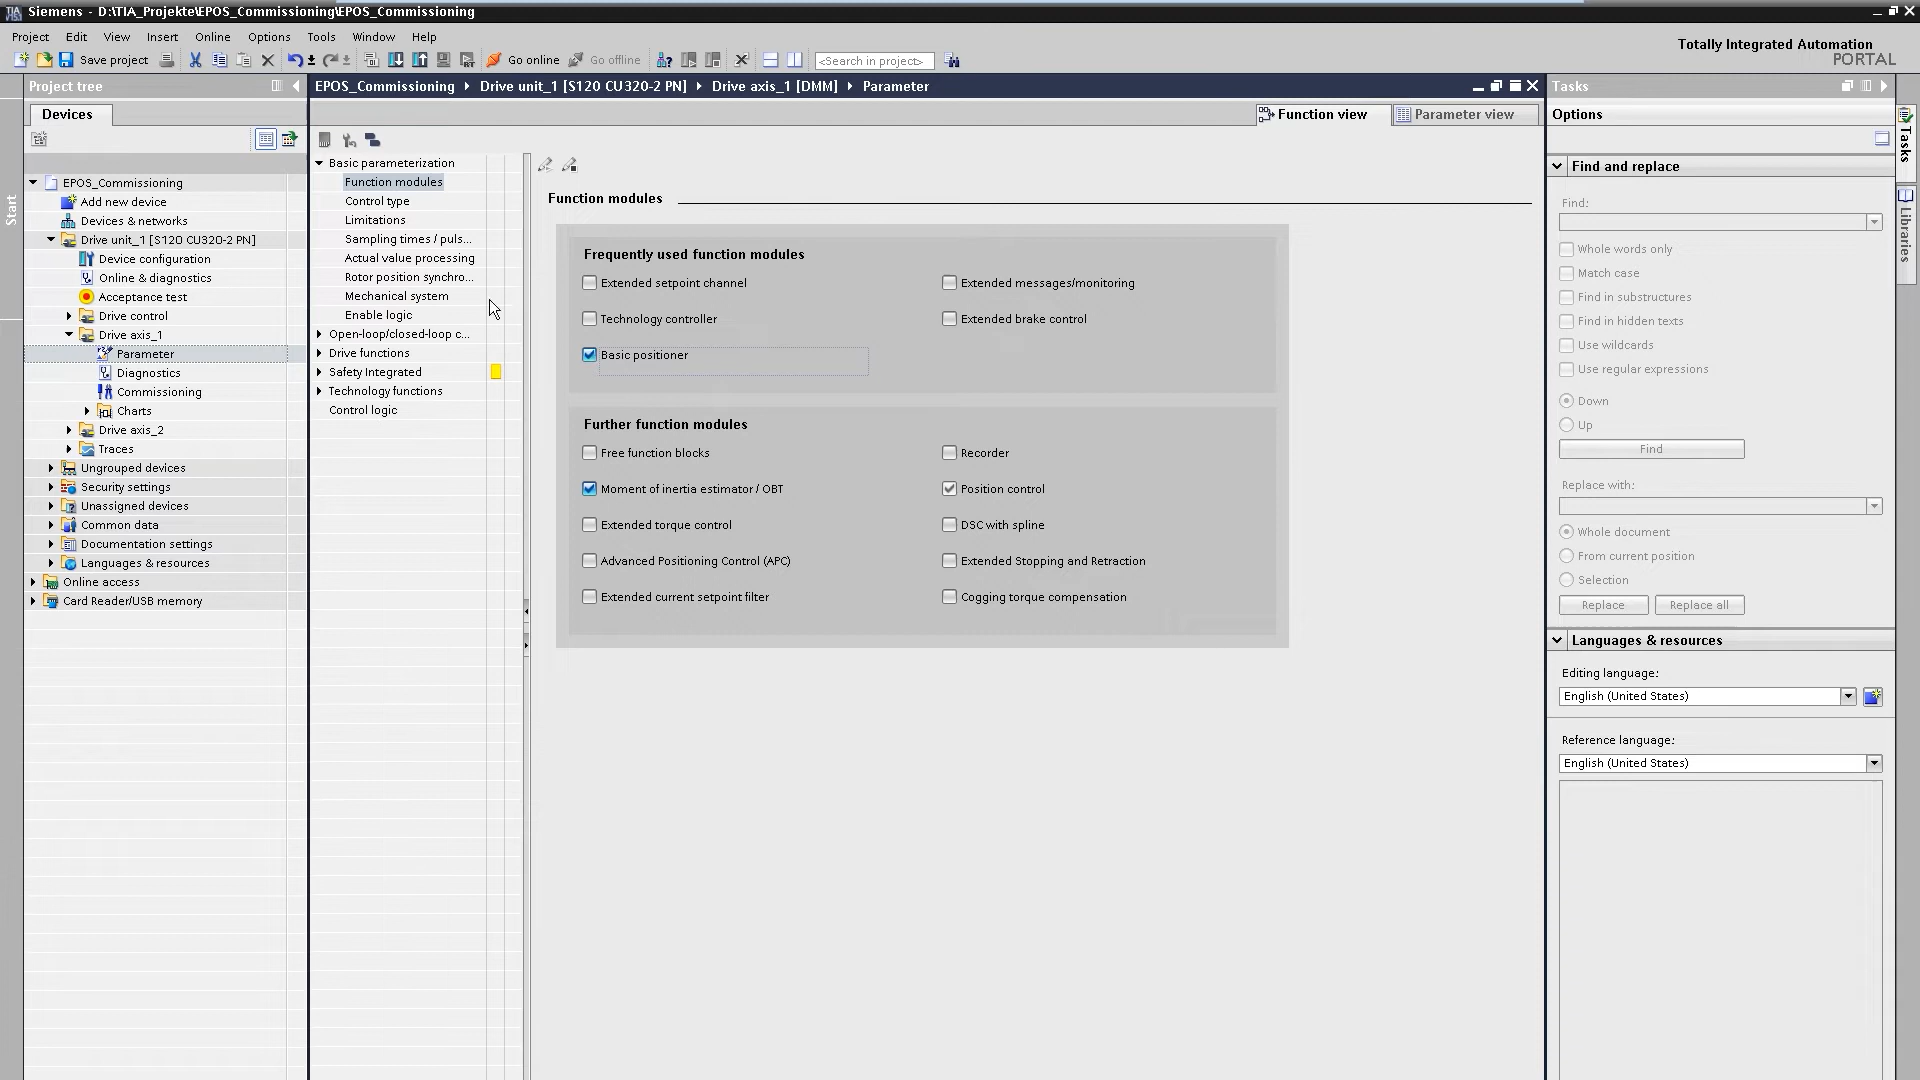 Siemens - D:\TIA_Projekte\EPOS_Commissioning\EPOS_Commissioning
Project Edit View Insert Online Options Tools Window Help
Totally Integrated Automation
PORTAL
Save project
Go online
Go offline
<Search in project>
Project tree
EPOS_Commissioning
Drive unit_1 [S120 CU320-2 PN]
Drive axis_1 [DMM]
Parameter
Tasks
Devices
Function view
Parameter view
Options
Start
EPOS_Commissioning
Add new device
Devices & networks
Drive unit_1 [S120 CU320-2 PN]
Device configuration
Online & diagnostics
Acceptance test
Drive control
Drive axis_1
Parameter
Diagnostics
Commissioning
Charts
Drive axis_2
Traces
Ungrouped devices
Security settings
Unassigned devices
Common data
Documentation settings
Languages & resources
Online access
Card Reader/USB memory
Basic parameterization
Function modules
Control type
Limitations
Sampling times / puls...
Actual value processing
Rotor position synchro...
Mechanical system
Enable logic
Open-loop/closed-loop c...
Drive functions
Safety Integrated
Technology functions
Control logic
Function modules
Frequently used function modules
Extended setpoint channel
Extended messages/monitoring
Technology controller
Extended brake control
Basic positioner
Further function modules
Free function blocks
Recorder
Moment of inertia estimator / OBT
Position control
Extended torque control
DSC with spline
Advanced Positioning Control (APC)
Extended Stopping and Retraction
Extended current setpoint filter
Cogging torque compensation
Find and replace
Find:
Whole words only
Match case
Find in substructures
Find in hidden texts
Use wildcards
Use regular expressions
Down
Up
Find
Replace with:
Whole document
From current position
Selection
Replace
Replace all
Languages & resources
Editing language:
English (United States)
Reference language:
English (United States)
Tasks
Libraries